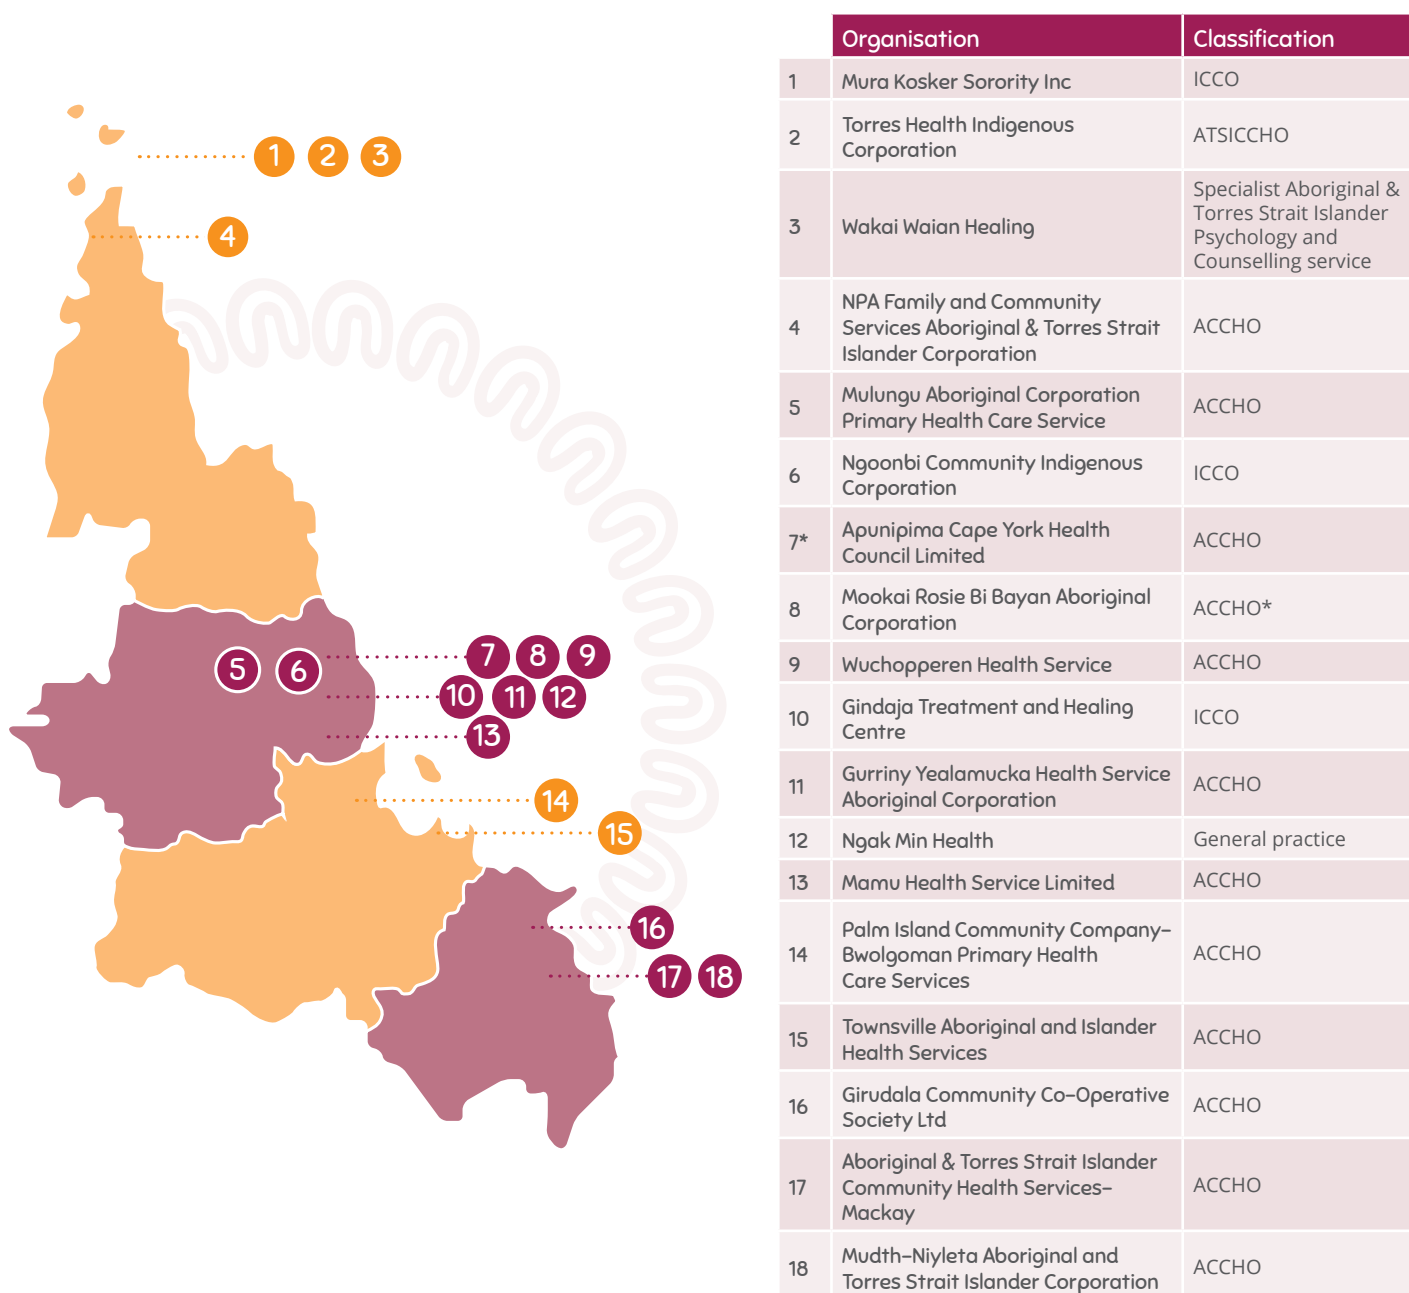 1 2 3
4
5 6
7 8 9
10 11 12
13
14
15
16
17 18
Organisation Classification
1 Mura Kosker Sorority Inc ICCO
2 Torres Health Indigenous
Corporation
ATSICCHO
3 Wakai Waian Healing
Specialist Aboriginal &
Torres Strait Islander
Psychology and
Counselling service
4 NPA Family and Community
Services Aboriginal & Torres Strait
Islander Corporation
ACCHO
5 Mulungu Aboriginal Corporation
Primary Health Care Service
ACCHO
6 Ngoonbi Community Indigenous
Corporation
ICCO
7* Apunipima Cape York Health
Council Limited
ACCHO
8 Mookai Rosie Bi Bayan Aboriginal
Corporation
ACCHO*
9 Wuchopperen Health Service ACCHO
10 Gindaja Treatment and Healing
Centre
ICCO
11 Gurriny Yealamucka Health Service
Aboriginal Corporation
ACCHO
12 Ngak Min Health General practice
13 Mamu Health Service Limited ACCHO
14 Palm Island Community Company–
Bwolgoman Primary Health
Care Services
ACCHO
15 Townsville Aboriginal and Islander
Health Services
ACCHO
16 Girudala Community Co-Operative
Society Ltd
ACCHO
17 Aboriginal & Torres Strait Islander
Community Health Services–
Mackay
ACCHO
18 Mudth-Niyleta Aboriginal and
Torres Strait Islander Corporation
ACCHO